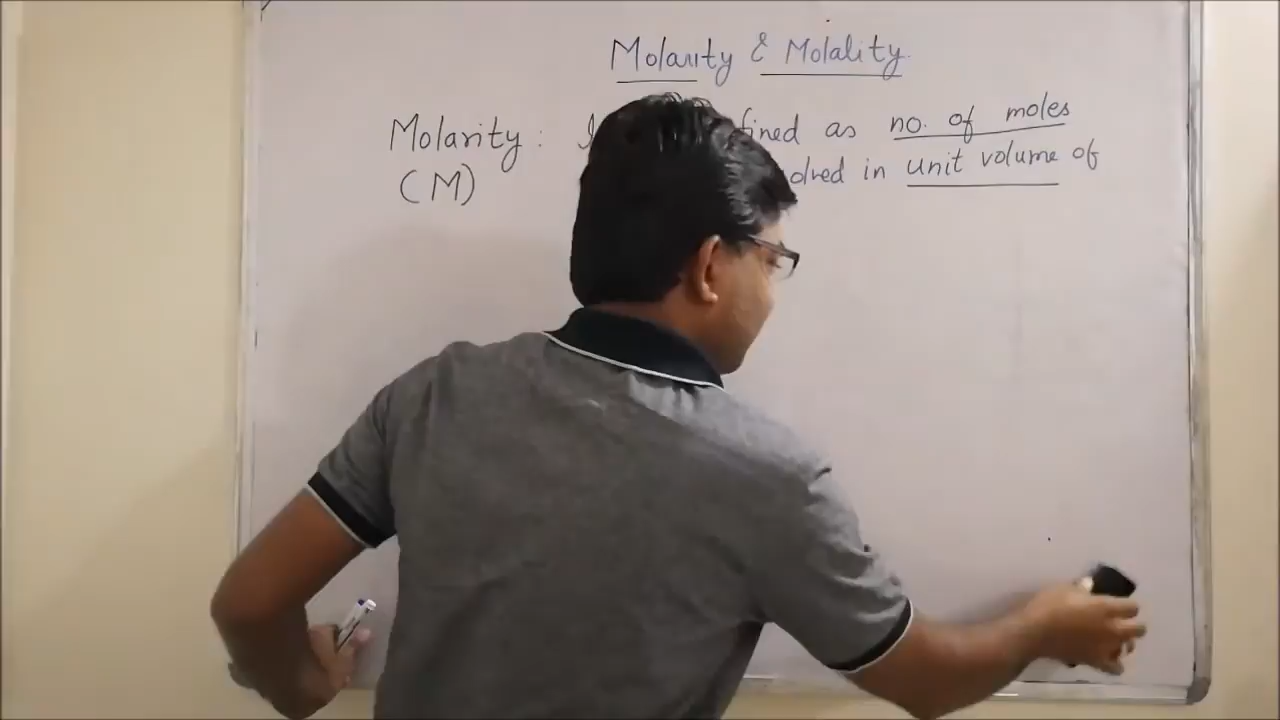 Molarity & Molality
Molarity: fined as no. of moles
(M) olved in unit volume of